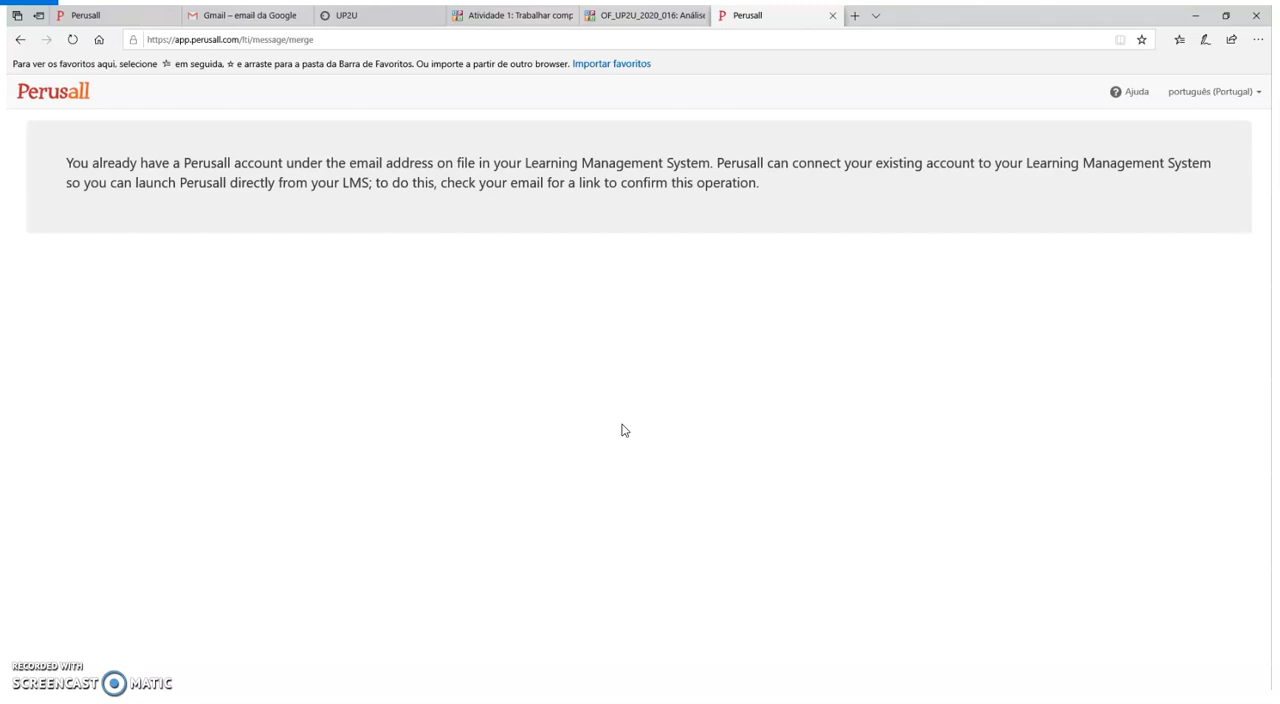 Perusall
Gmail – email da Google
UP2U
Atividade 1: Trabalhar comp
OF_UP2U_2020_016: Análise
Perusall
https://app.perusall.com/lti/message/merge
Para ver os favoritos aqui, selecione em seguida, e arraste para a pasta da Barra de Favoritos. Ou importe a partir de outro browser. Importar favoritos
Perusall
Ajuda
português (Portugal)
You already have a Perusall account under the email address on file in your Learning Management System. Perusall can connect your existing account to your Learning Management System
so you can launch Perusall directly from your LMS; to do this, check your email for a link to confirm this operation.
RECORDED WITH
SCREENCAST MATIC